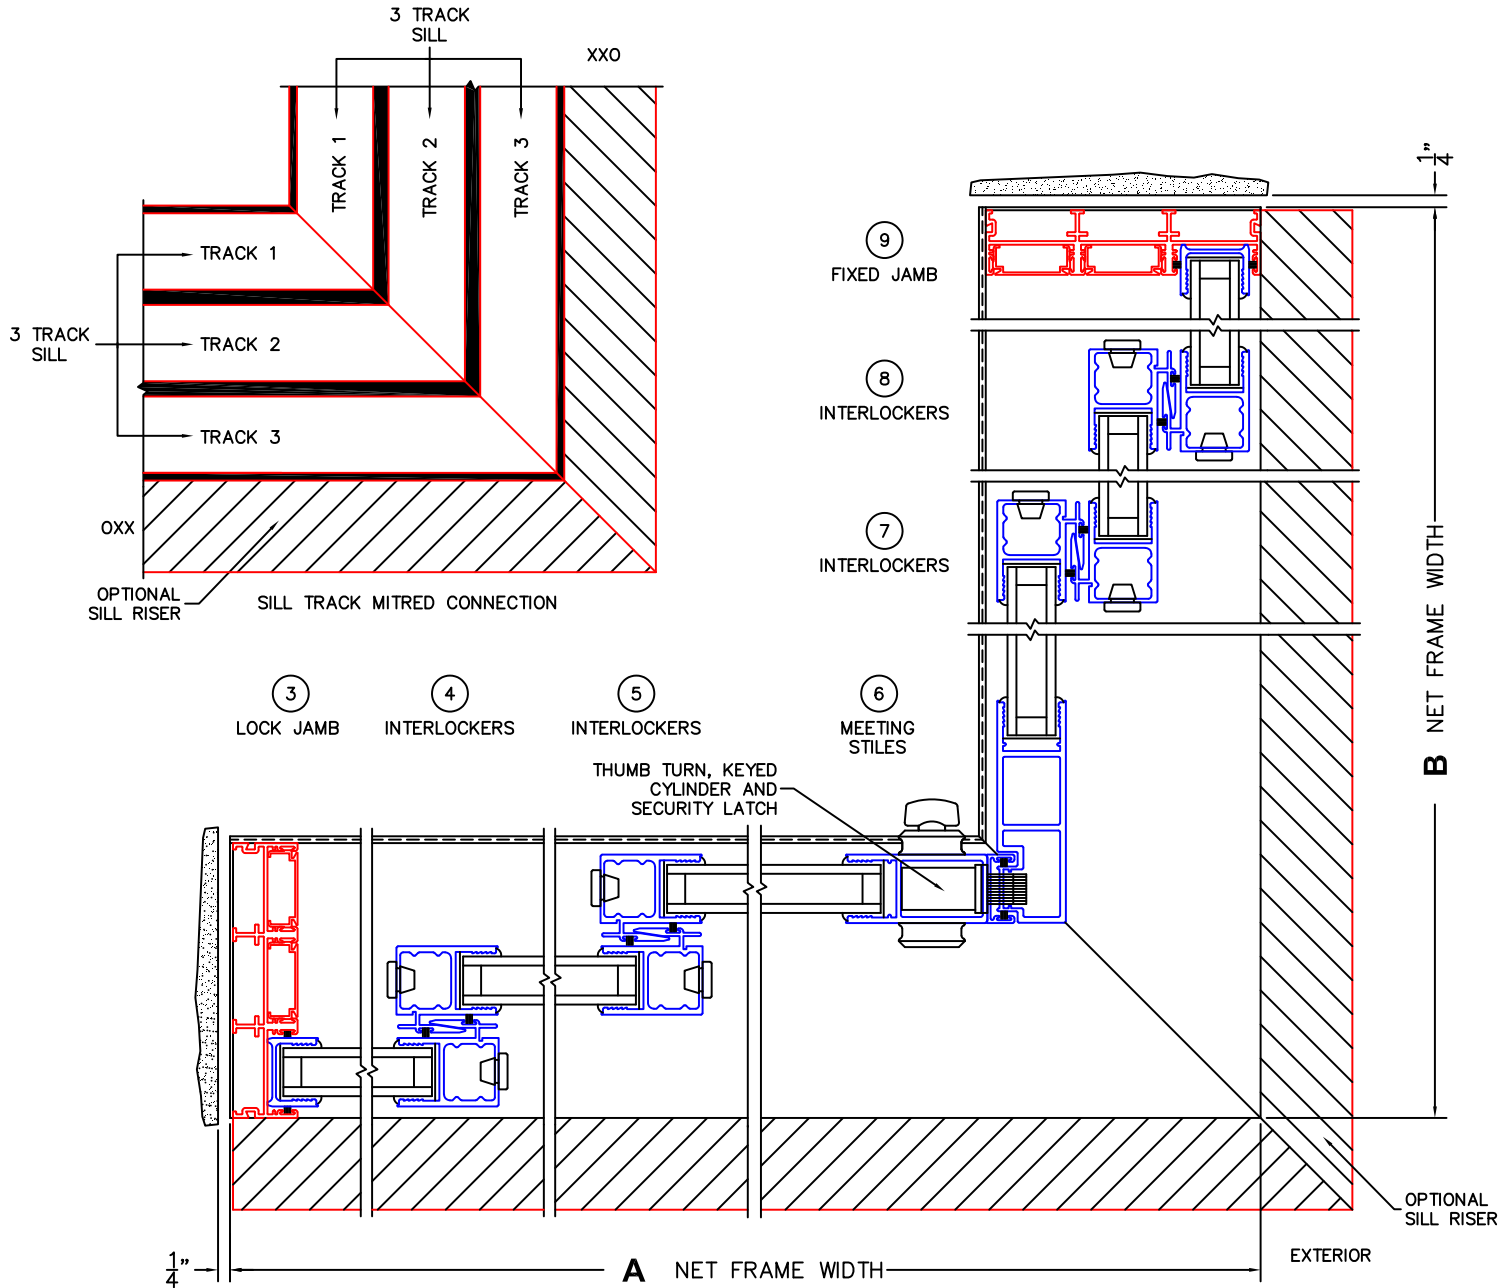 3 TRACK
SILL
XXO
TRACK 1
TRACK 2
TRACK 3
TRACK 1
3 TRACK
SILL
TRACK 2
TRACK 3
OXX
OPTIONAL
SILL RISER
SILL TRACK MITRED CONNECTION
1/4"
9
FIXED JAMB
8
INTERLOCKERS
7
INTERLOCKERS
B NET FRAME WIDTH
3
LOCK JAMB
4
INTERLOCKERS
5
INTERLOCKERS
6
MEETING
STILES
THUMB TURN, KEYED
CYLINDER AND
SECURITY LATCH
OPTIONAL
SILL RISER
EXTERIOR
1/4"
A NET FRAME WIDTH